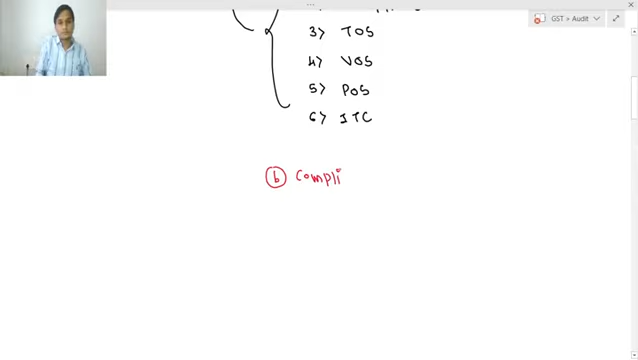 GST > Audit
3> TOS
4> VOS
5> POS
6> ITC
b Compli